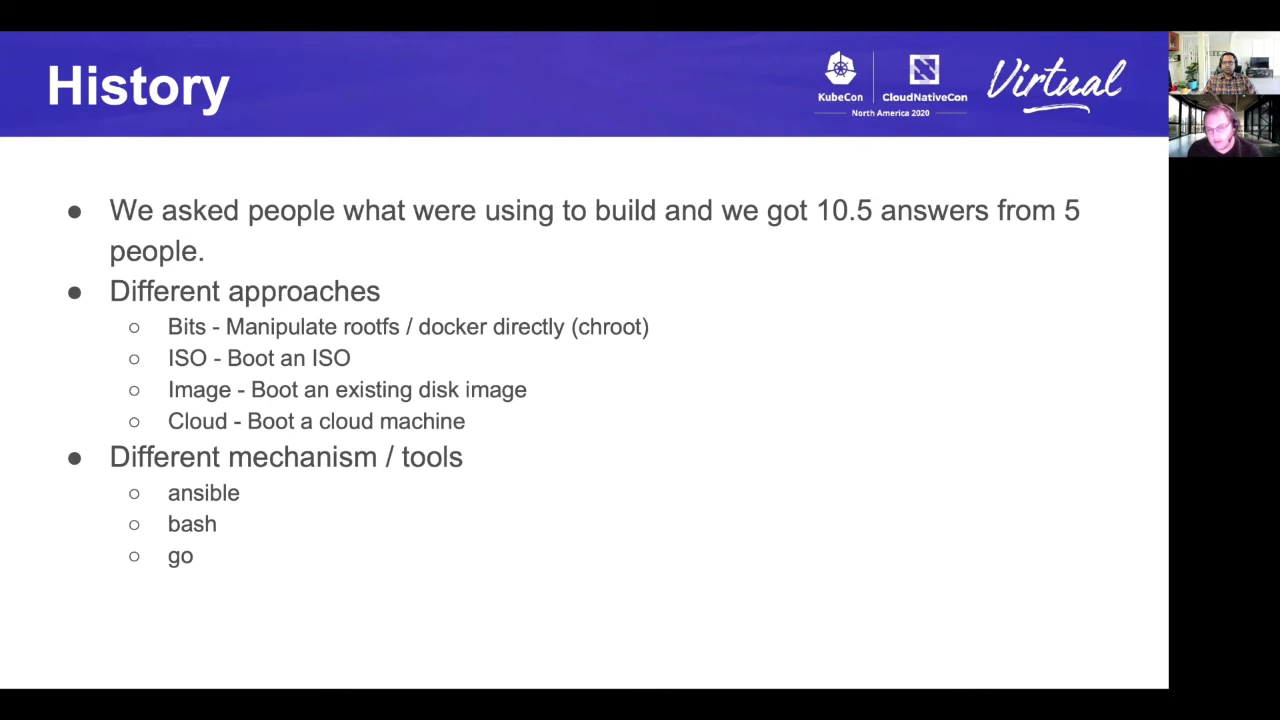 History
KubeCon
CloudNativeCon
North America 2020
Virtual
● We asked people what were using to build and we got 10.5 answers from 5
people.
● Different approaches
○ Bits - Manipulate rootfs / docker directly (chroot)
○ ISO - Boot an ISO
○ Image - Boot an existing disk image
○ Cloud - Boot a cloud machine
● Different mechanism / tools
○ ansible
○ bash
○ go